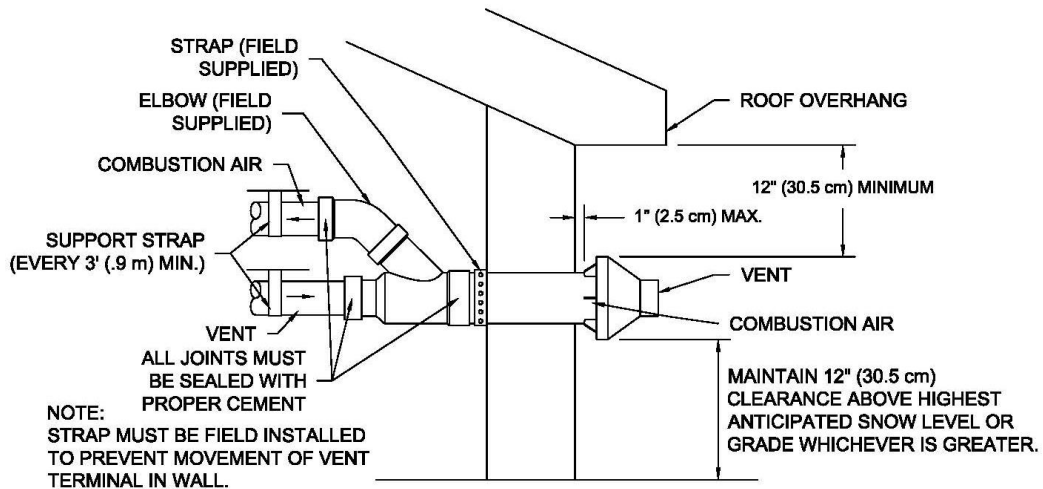 STRAP (FIELD
SUPPLIED)
ELBOW (FIELD
SUPPLIED)
COMBUSTION AIR
SUPPORT STRAP
(EVERY 3' (.9 m) MIN.)
VENT
ALL JOINTS MUST
BE SEALED WITH
PROPER CEMENT
NOTE:
STRAP MUST BE FIELD INSTALLED
TO PREVENT MOVEMENT OF VENT
TERMINAL IN WALL.
ROOF OVERHANG
12" (30.5 cm) MINIMUM
1" (2.5 cm) MAX.
VENT
COMBUSTION AIR
MAINTAIN 12" (30.5 cm)
CLEARANCE ABOVE HIGHEST
ANTICIPATED SNOW LEVEL OR
GRADE WHICHEVER IS GREATER.